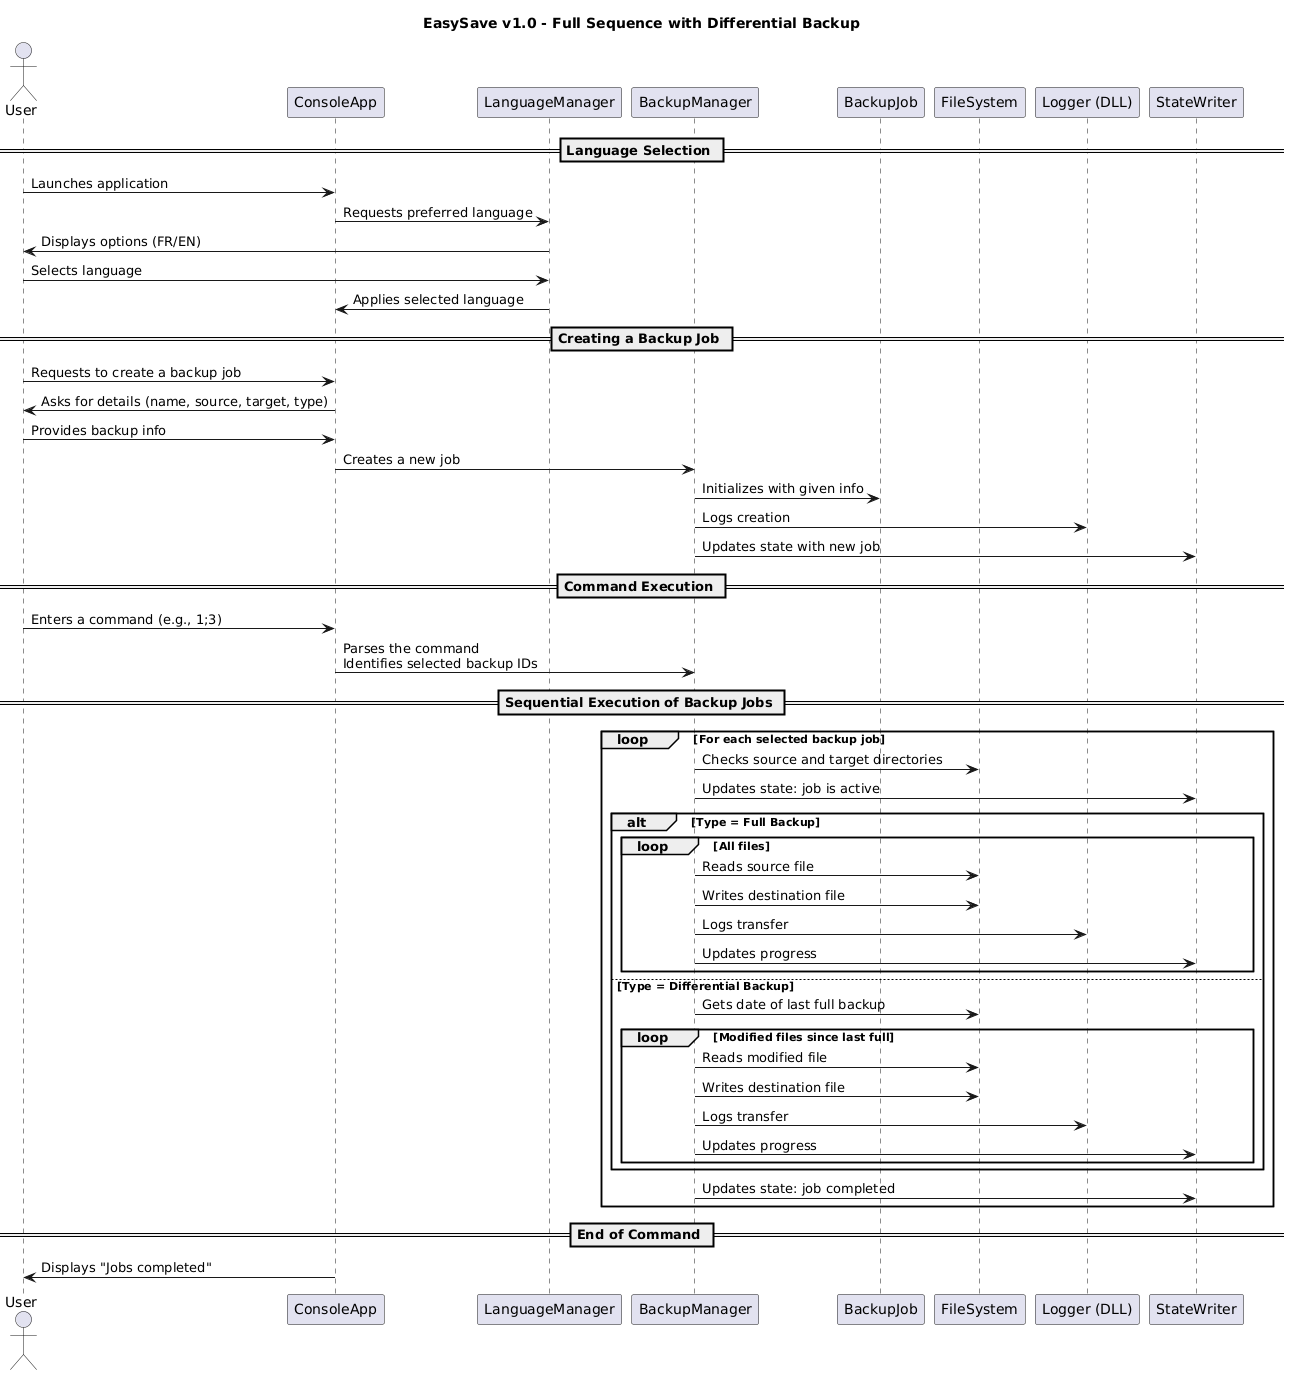 EasySave v1.0 - Full Sequence with Differential Backup
User
ConsoleApp
LanguageManager
BackupManager
BackupJob
FileSystem
Logger (DLL)
StateWriter
Language Selection
Launches application
Requests preferred language
Displays options (FR/EN)
Selects language
Applies selected language
Creating a Backup Job
Requests to create a backup job
Asks for details (name, source, target, type)
Provides backup info
Creates a new job
Initializes with given info
Logs creation
Updates state with new job
Command Execution
Enters a command (e.g., 1;3)
Parses the command
Identifies selected backup IDs
Sequential Execution of Backup Jobs
loop [For each selected backup job]
Checks source and target directories
Updates state: job is active
alt [Type = Full Backup]
loop [All files]
Reads source file
Writes destination file
Logs transfer
Updates progress
[Type = Differential Backup]
Gets date of last full backup
loop [Modified files since last full]
Reads modified file
Writes destination file
Logs transfer
Updates progress
Updates state: job completed
End of Command
Displays "Jobs completed"
User
ConsoleApp
LanguageManager
BackupManager
BackupJob
FileSystem
Logger (DLL)
StateWriter